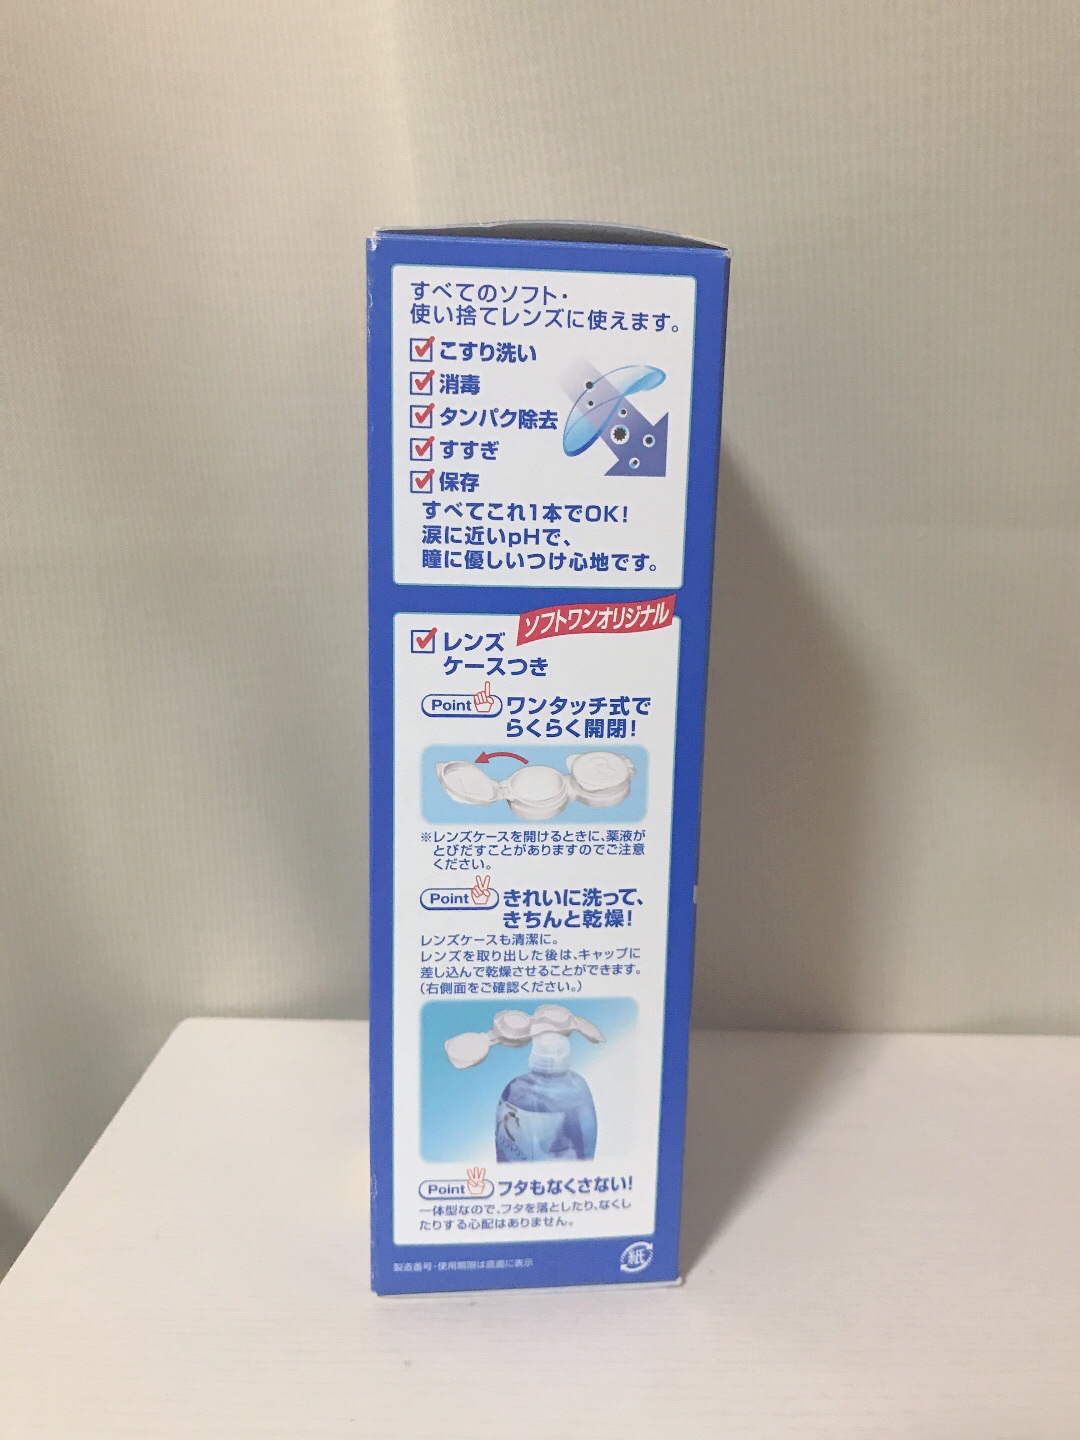 すべてのソフト・
使い捨てレンズに使えます。
こすり洗い
消毒
タンパク除去
すすぎ
保存
すべてこれ1本でOK!
涙に近いpHで、
瞳に優しいつけ心地です。
ソフトワンオリジナル
レンズ
ケースつき
Point
ワンタッチ式で
らくらく開閉!
※レンズケースを開けるときに、薬液が
とびだすことがありますのでご注意
ください。
Point
きれいに洗って、
きちんと乾燥!
レンズケースも清潔に。
レンズを取り出した後は、キャップに
差し込んで乾燥させることができます。
(右側面をご確認ください。)
Point
フタもなくさない!
一体型なので、フタを落としたり、なくし
たりする心配はありません。
製造番号・使用期限は底面に表示
紙